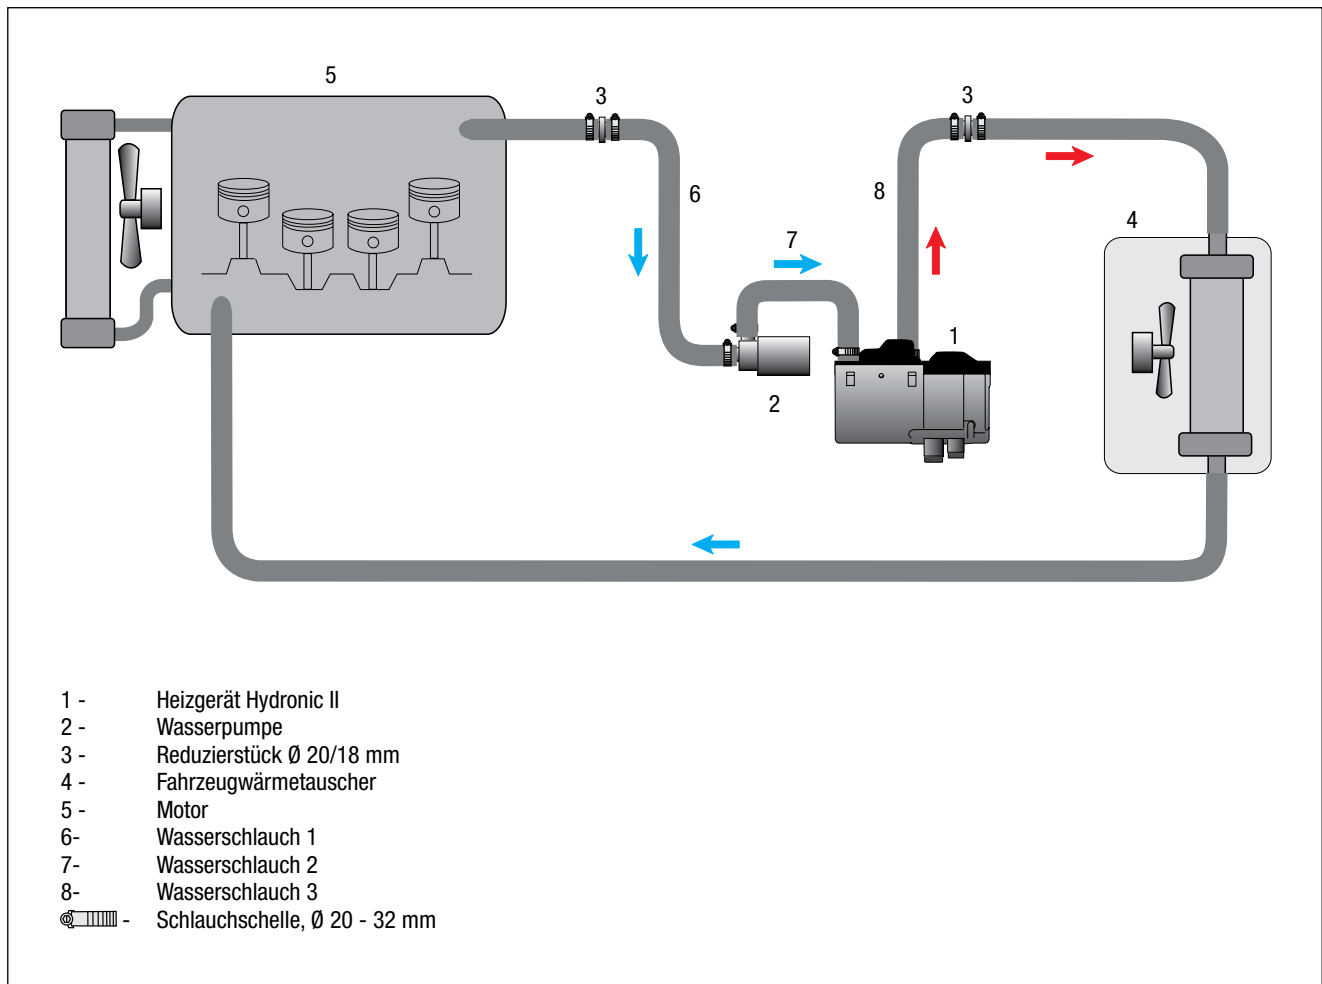 5
3
3
6
8
7
4
1
2
1 - Heizgerät Hydronic II
2 - Wasserpumpe
3 - Reduzierstück Ø 20/18 mm
4 - Fahrzeugwärmetauscher
5 - Motor
6- Wasserschlauch 1
7- Wasserschlauch 2
8- Wasserschlauch 3
- Schlauchschelle, Ø 20 - 32 mm